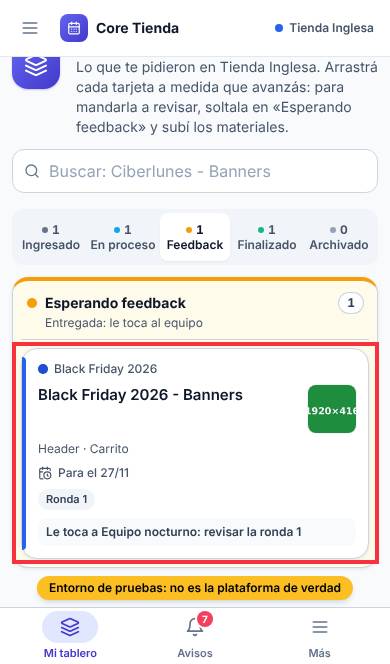 Core Tienda
Tienda Inglesa
Lo que te pidieron en Tienda Inglesa. Arrastrá
cada tarjeta a medida que avanzás: para
mandarla a revisar, soltala en «Esperando
feedback» y subí los materiales.
Buscar: Ciberlunes - Banners
1
Ingresado
1
En proceso
1
Feedback
1
Finalizado
0
Archivado
Esperando feedback
1
Entregada: le toca al equipo
Black Friday 2026
Black Friday 2026 - Banners
1920×416
Header · Carrito
Para el 27/11
Ronda 1
Le toca a Equipo nocturno: revisar la ronda 1
Entorno de pruebas: no es la plataforma de verdad
7
Mi tablero
Avisos
Más